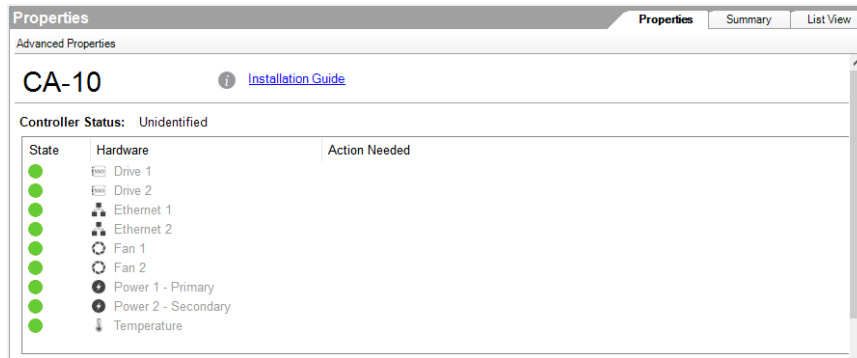 Properties
Properties Summary List View
Advanced Properties
CA-10 i Installation Guide
Controller Status: Unidentified
State Hardware Action Needed
Drive 1
Drive 2
Ethernet 1
Ethernet 2
Fan 1
Fan 2
Power 1 - Primary
Power 2 - Secondary
Temperature